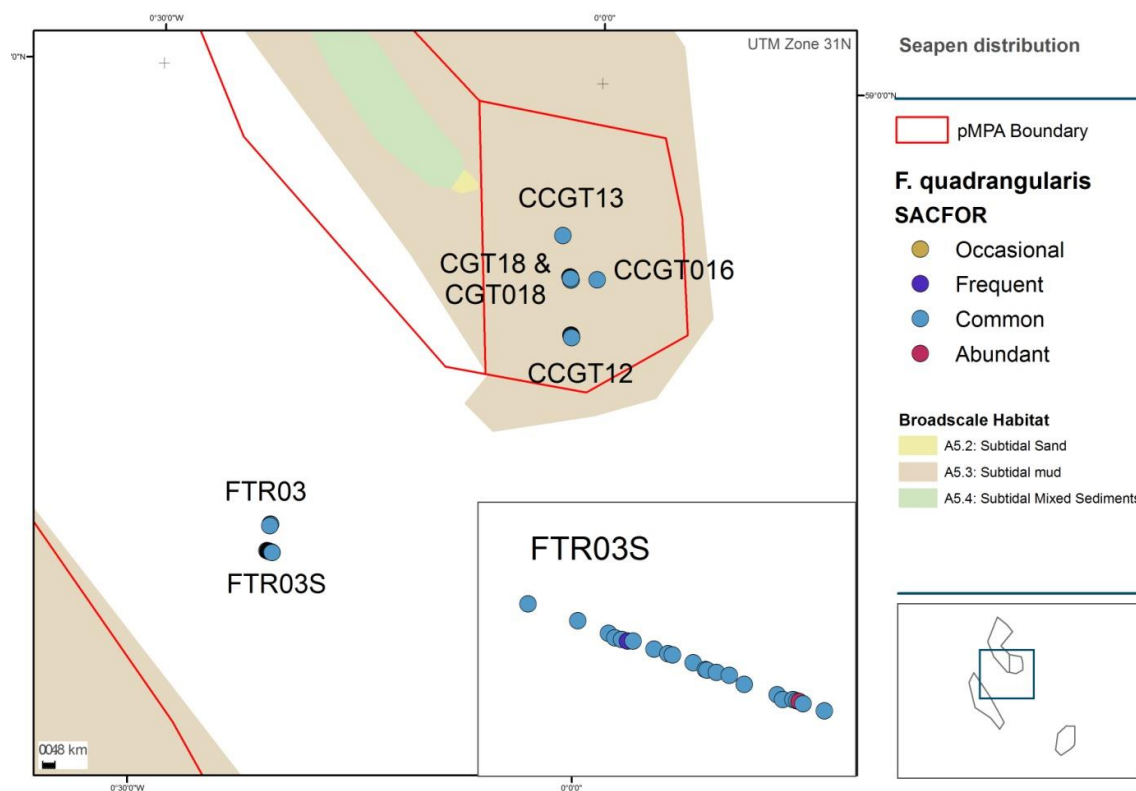 0°30'0"W
0°0'0"
UTM Zone 31N
'0"N
59°0'0"N
CCGT13
CGT18 &
CGT018
CCGT016
CCGT12
FTR03
FTR03S
FTR03S
0°30'0"W
0°0'0"
Seapen distribution
pMPA Boundary
F. quadrangularis
SACFOR
Occasional
Frequent
Common
Abundant
Broadscale Habitat
A5.2: Subtidal Sand
A5.3: Subtidal mud
A5.4: Subtidal Mixed Sediments